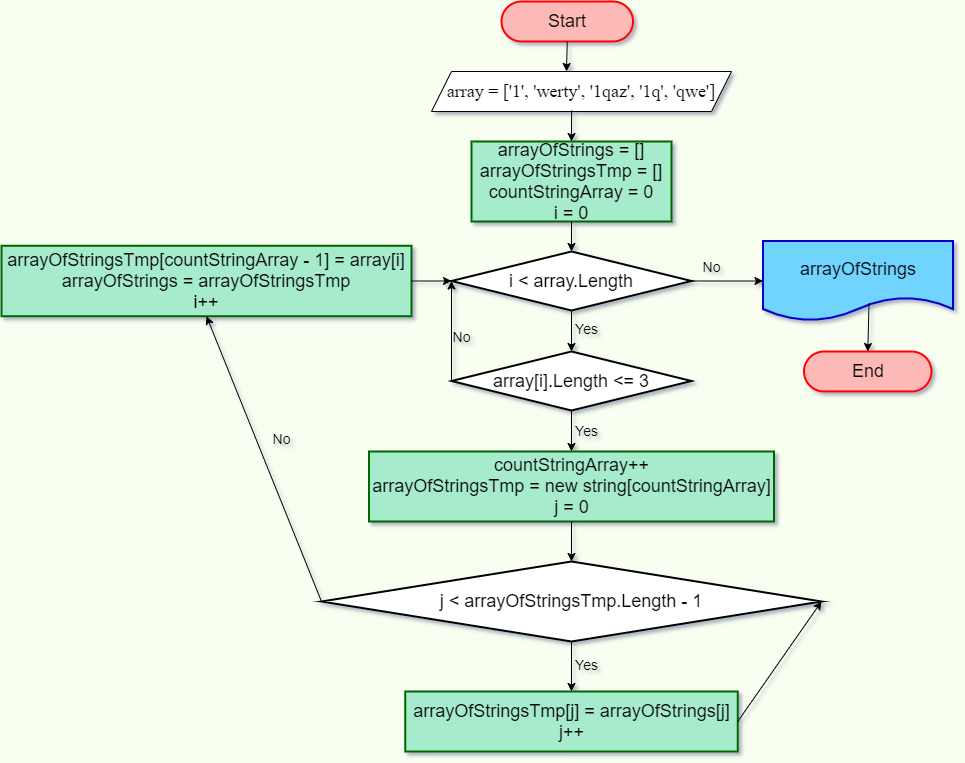 Start
array = ['1', 'werty', '1qaz', '1q', 'qwe']
arrayOfStrings = []
arrayOfStringsTmp = []
countStringArray = 0
i = 0
arrayOfStringsTmp[countStringArray - 1] = array[i]
arrayOfStrings = arrayOfStringsTmp
i++
i < array.Length
No
arrayOfStrings
Yes
No
End
array[i].Length <= 3
Yes
No
countStringArray++
arrayOfStringsTmp = new string[countStringArray]
j = 0
j < arrayOfStringsTmp.Length - 1
Yes
arrayOfStringsTmp[j] = arrayOfStrings[j]
j++